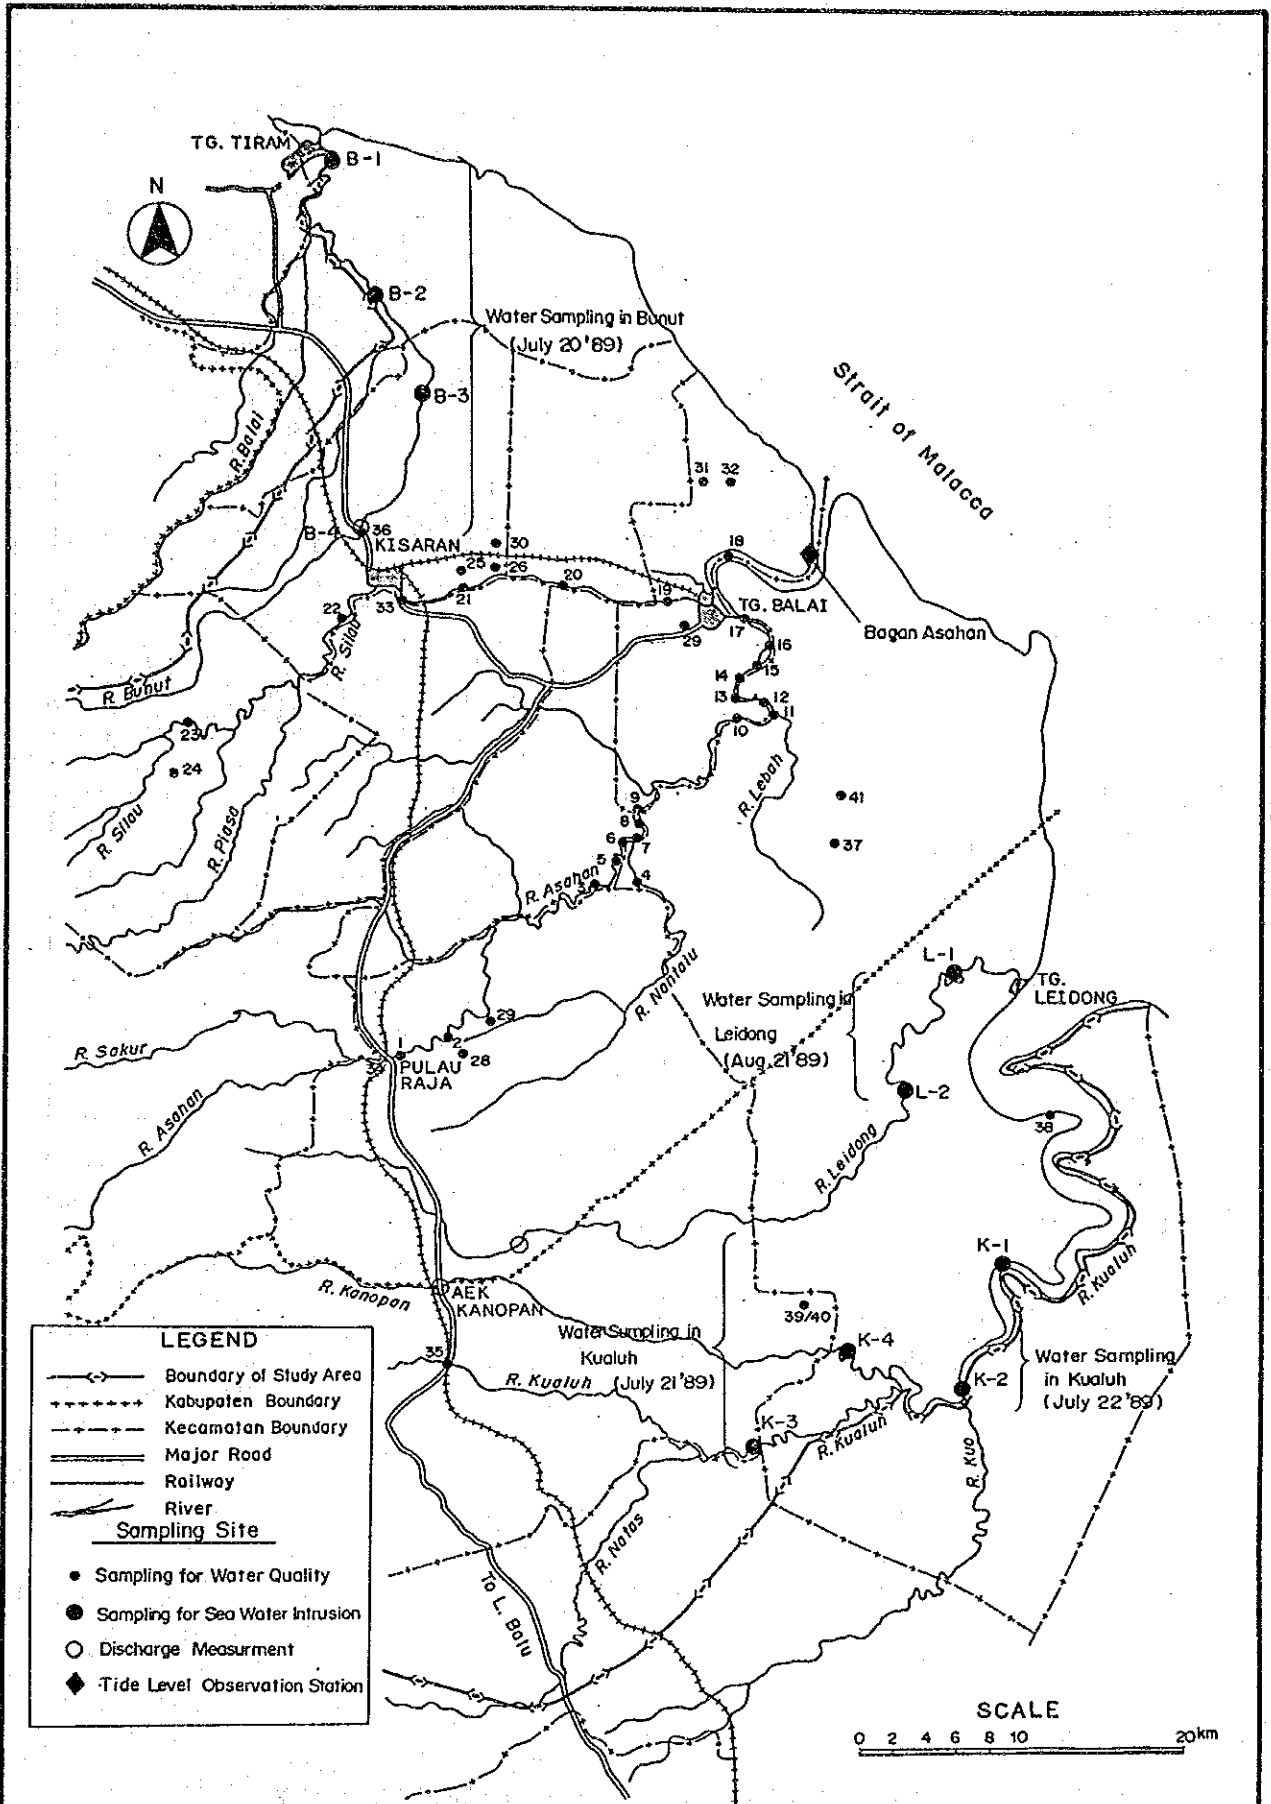 TG. TIRAM
B-1
N
B-2
Water Sampling in Bunut
(July 20'89)
B-3
Strait of Malacca
R. Balai
31
32
B-4
36
KISARAN
30
18
25
26
20
21
19
33
TG. BALAI
22
17
29
Bagan Asahan
R. Silau
16
15
14
R. Bunut
13
12
11
10
23
24
R. Lebah
41
9
8
R. Silau
R. Piasa
6
7
37
5
R. Asahan
3
4
L-1
TG.
LEIDONG
R. Nantalu
Water Sampling in
Leidong
(Aug. 21'89)
29
R. Sakur
1
2
28
34
PULAU
RAJA
L-2
R. Asahan
38
R. Leidong
K-1
R. Kanopan
AEK
KANOPAN
R. Kualuh
39/40
Water Sumpling in
Kualuh
(July 21'89)
K-4
35
R. Kualuh
Water Sampling
in Kualuh
(July 22'89)
K-2
K-3
R. Kualuh
R. Kuo
R. Natas
To L. Batu
LEGEND
Boundary of Study Area
Kabupaten Boundary
Kecamatan Boundary
Major Road
Railway
River
Sampling Site
Sampling for Water Quality
Sampling for Sea Water Intrusion
Discharge Measurment
Tide Level Observation Station
SCALE
0 2 4 6 8 10 20km